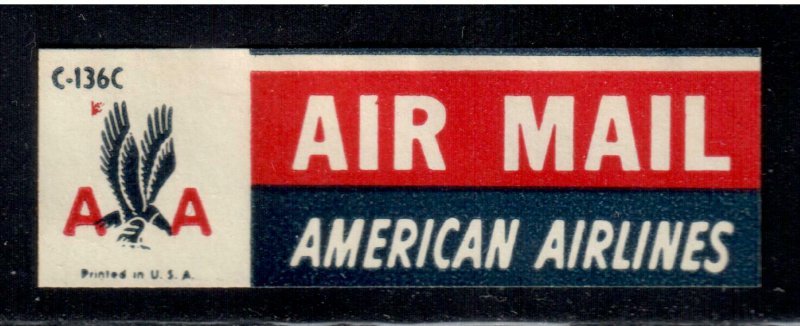 C-136C
A A
Printed in U. S. A.
AIR MAIL
AMERICAN AIRLINES